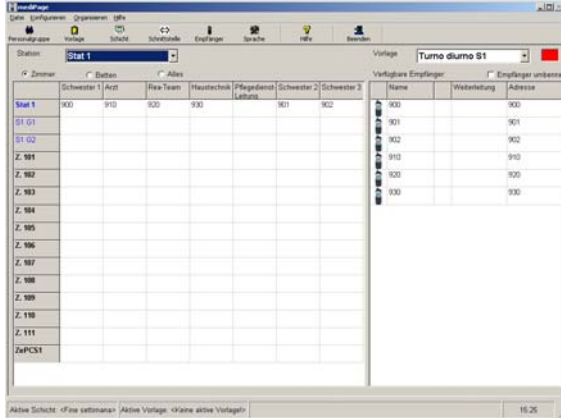 mediPage
Datei Konfigurieren Organisieren Hilfe
Personalgruppe Vorlage Schicht Schnittstelle Empfänger Sprache Hilfe Beenden
Station: Stat 1 Vorlage Turno diurno S1
Zimmer Betten Alles Verfügbare Empfänger: Empfänger umbenen
Schwester 1 Arzt Rea-Team Haustechnik Pflegedienst-Leitung Schwester 2 Schwester 3 Name Weiterleitung Adresse
Stat 1 900 910 920 930 901 902 900 900
S1 G1 901 901
S1 G2 902 902
Z. 101 910 910
Z. 102 920 920
Z. 103 930 930
Z. 104
Z. 105
Z. 106
Z. 107
Z. 108
Z. 109
Z. 110
Z. 111
ZePCS1
Aktive Schicht: <Fine settimana> Aktive Vorlage: <Keine aktive Vorlage!> 15:25